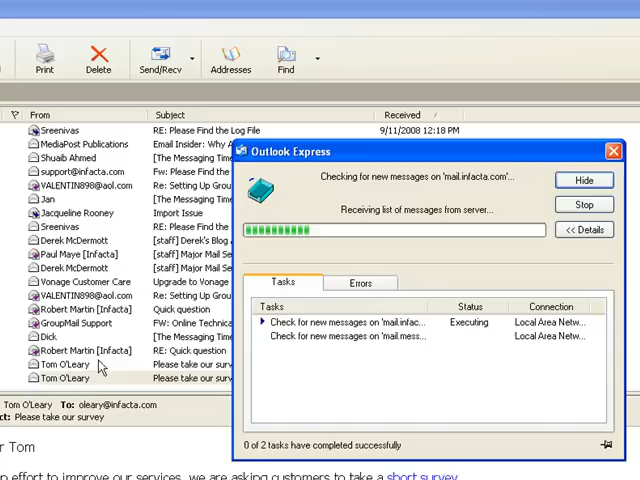 Print
Delete
Send/Recv
Addresses
Find
From Subject Received
Sreenivas RE: Please Find the Log File 9/11/2008 12:18 PM
MediaPost Publications Email Insider: Why A
Shuaib Ahmed [The Messaging Time
support@infacta.com Fw: Please Find the L
VALENTIN898@aol.com Re: Setting Up Grou
Jan [The Messaging Time
Jacqueline Rooney Import Issue
Sreenivas RE: Please Find the L
Derek McDermott [staff] Derek's Blog
Paul Maye [Infacta] [staff] Major Mail Se
Derek McDermott [staff] Major Mail Se
Vonage Customer Care Upgrade to Vonage
VALENTIN898@aol.com Re: Setting Up Grou
Robert Martin [Infacta] Quick question
GroupMail Support FW: Online Technica
Dick [The Messaging Time
Robert Martin [Infacta] RE: Quick question
Tom O'Leary Please take our surv
Tom O'Leary Please take our surv
Tom O'Leary To: oleary@infacta.com
ct: Please take our survey
r Tom
n effort to improve our services, we are asking customers to take a short survey.
Outlook Express
Checking for new messages on 'mail.infacta.com'...
Hide
Receiving list of messages from server...
Stop
<< Details
Tasks Errors
Tasks Status Connection
Check for new messages on 'mail.infac... Executing Local Area Netw...
Check for new messages on 'mail.mess... Local Area Netw...
0 of 2 tasks have completed successfully